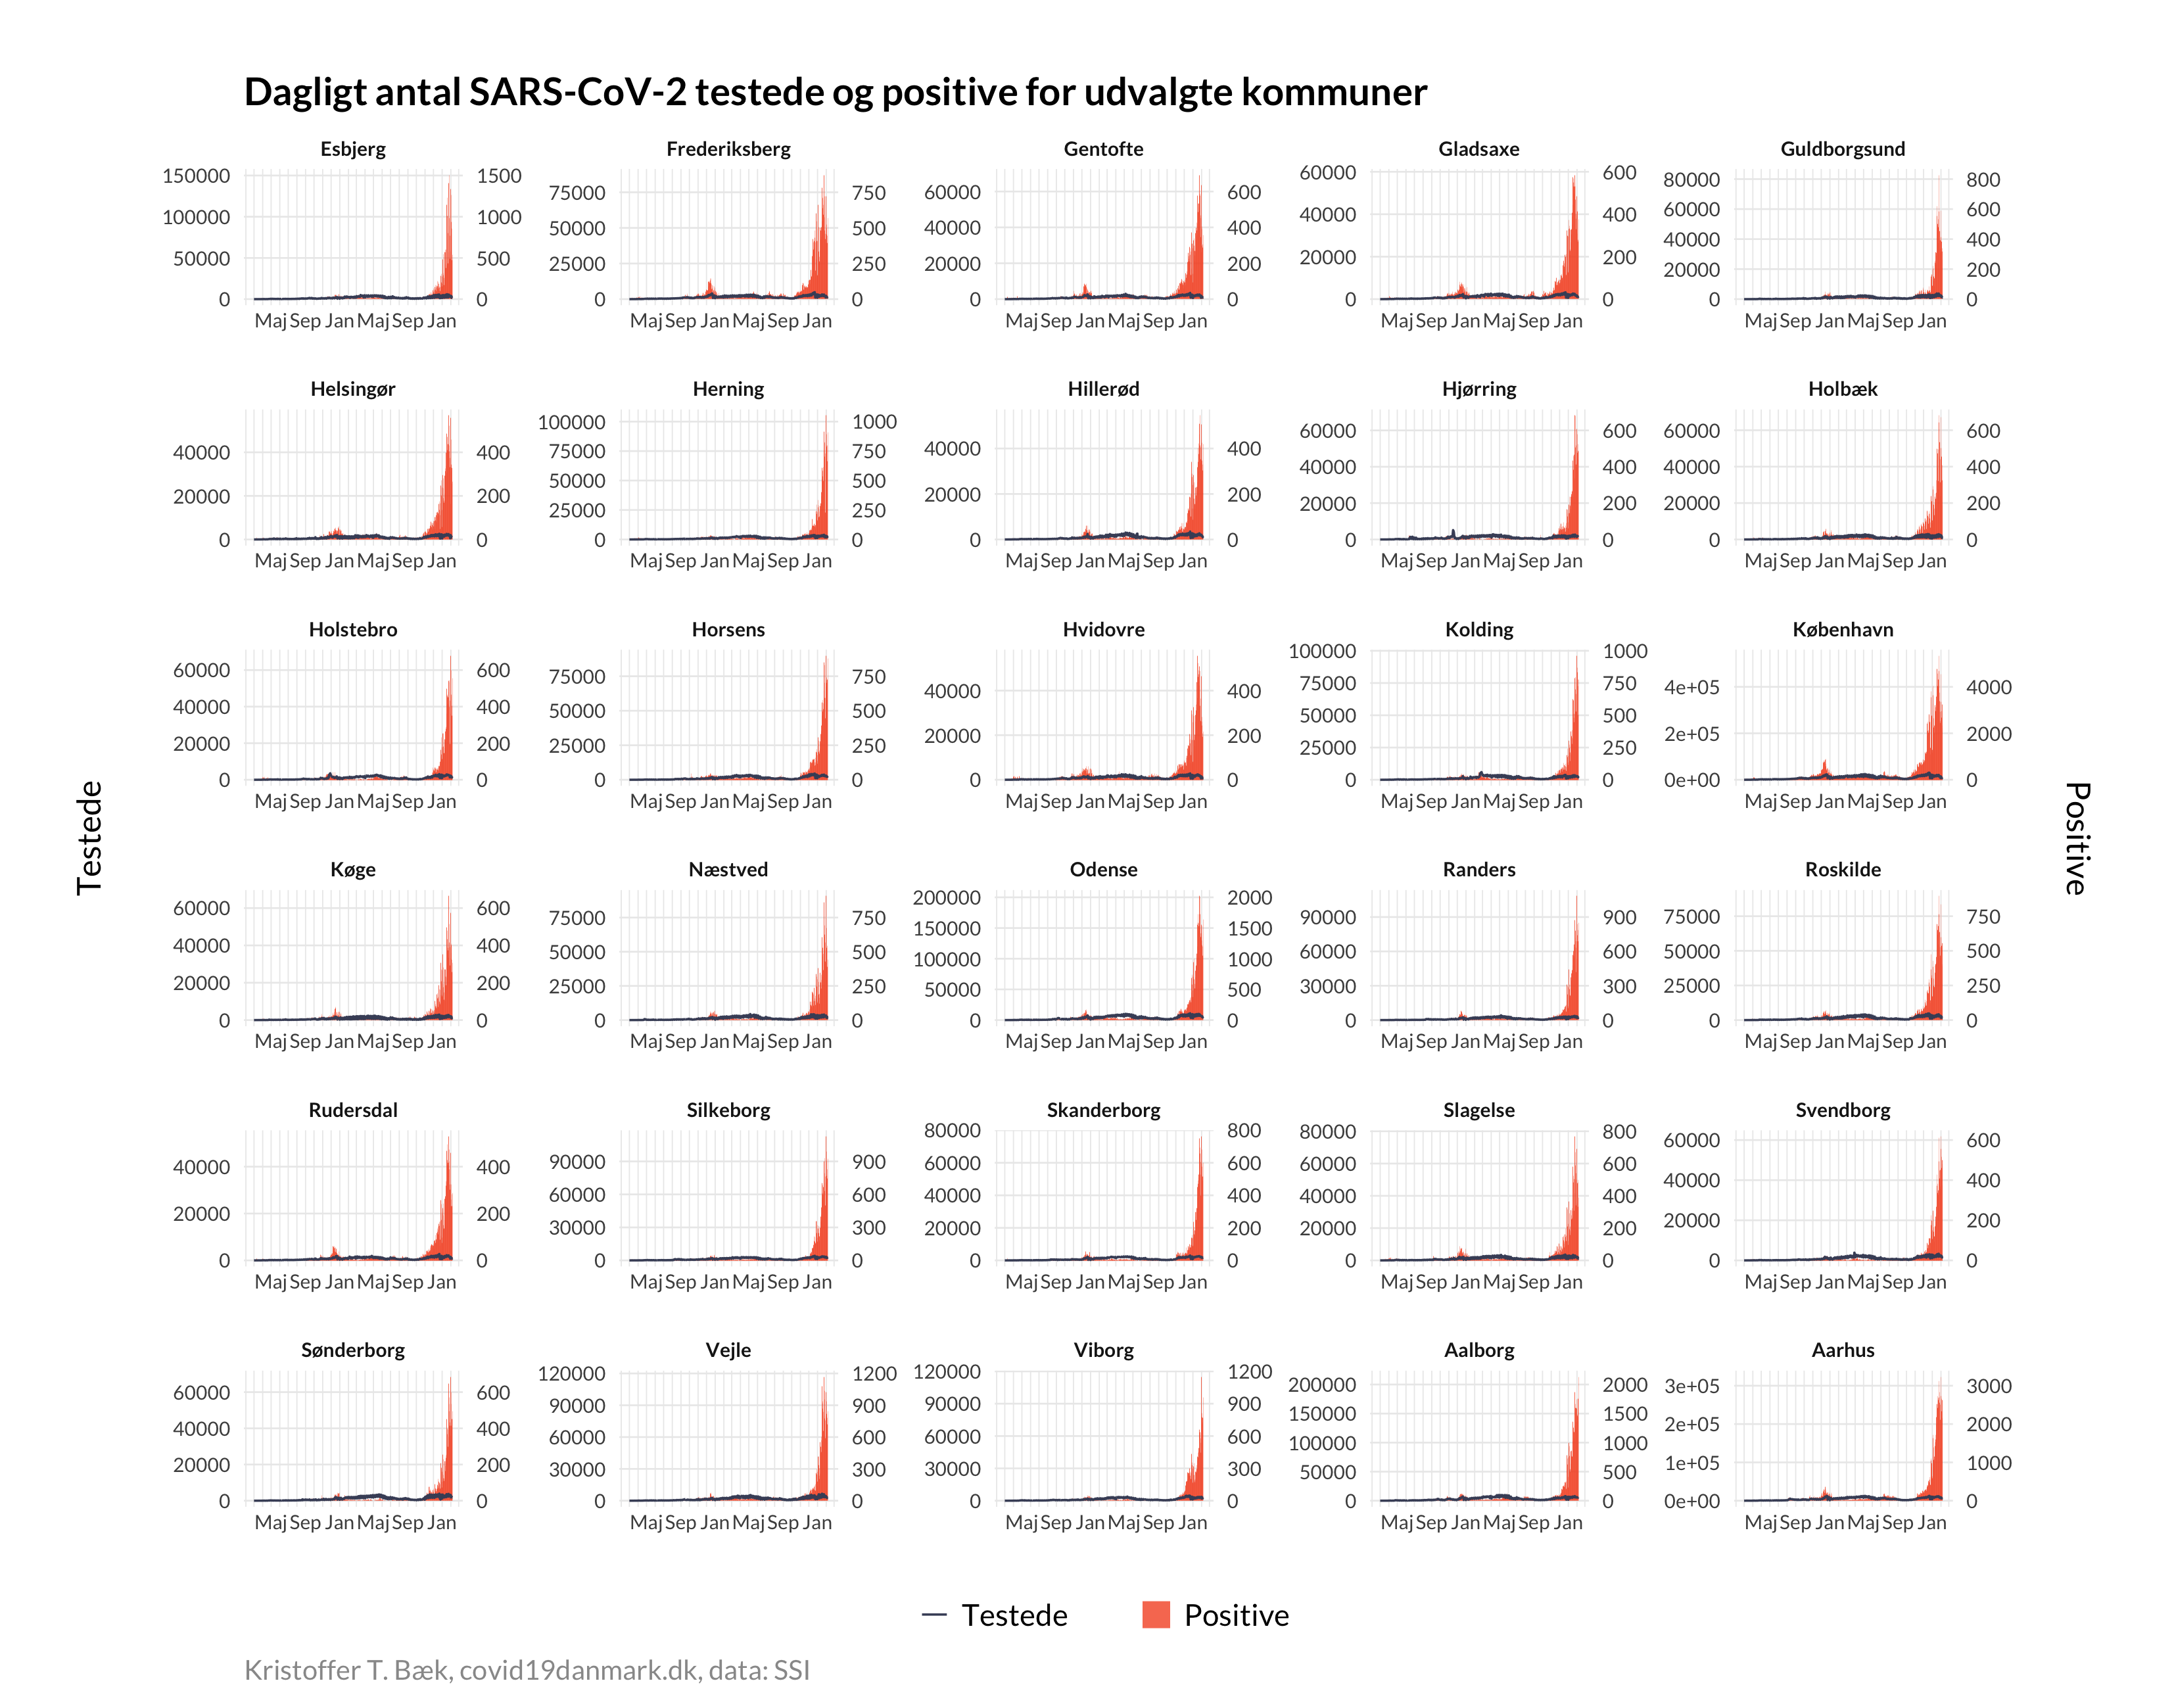 Dagligt antal SARS-CoV-2 testede og positive for udvalgte kommuner
Esbjerg Frederiksberg Gentofte Gladsaxe Guldborgsund
150000 100000 50000 0 1500 1000 500 0
75000 50000 25000 0 750 500 250 0
60000 40000 20000 0 600 400 200 0
60000 40000 20000 0 600 400 200 0
80000 60000 40000 20000 0 800 600 400 200 0
Maj Sep Jan Maj Sep Jan Maj Sep Jan Maj Sep Jan Maj Sep Jan Maj Sep Jan Maj Sep Jan Maj Sep Jan Maj Sep Jan Maj Sep Jan
Helsingør Herning Hillerød Hjørring Holbæk
40000 20000 0 400 200 0
100000 75000 50000 25000 0 1000 750 500 250 0
40000 20000 0 400 200 0
60000 40000 20000 0 600 400 200 0
60000 40000 20000 0 600 400 200 0
Maj Sep Jan Maj Sep Jan Maj Sep Jan Maj Sep Jan Maj Sep Jan Maj Sep Jan Maj Sep Jan Maj Sep Jan Maj Sep Jan Maj Sep Jan
Holstebro Horsens Hvidovre Kolding København
60000 40000 20000 0 600 400 200 0
75000 50000 25000 0 750 500 250 0
40000 20000 0 400 200 0
100000 75000 50000 25000 0 1000 750 500 250 0
4e+05 2e+05 0e+00 4000 2000 0
Maj Sep Jan Maj Sep Jan Maj Sep Jan Maj Sep Jan Maj Sep Jan Maj Sep Jan Maj Sep Jan Maj Sep Jan Maj Sep Jan Maj Sep Jan
Testede
Positive
Køge Næstved Odense Randers Roskilde
60000 40000 20000 0 600 400 200 0
75000 50000 25000 0 750 500 250 0
200000 150000 100000 50000 0 2000 1500 1000 500 0
90000 60000 30000 0 900 600 300 0
75000 50000 25000 0 750 500 250 0
Maj Sep Jan Maj Sep Jan Maj Sep Jan Maj Sep Jan Maj Sep Jan Maj Sep Jan Maj Sep Jan Maj Sep Jan Maj Sep Jan Maj Sep Jan
Rudersdal Silkeborg Skanderborg Slagelse Svendborg
40000 20000 0 400 200 0
90000 60000 30000 0 900 600 300 0
80000 60000 40000 20000 0 800 600 400 200 0
80000 60000 40000 20000 0 800 600 400 200 0
60000 40000 20000 0 600 400 200 0
Maj Sep Jan Maj Sep Jan Maj Sep Jan Maj Sep Jan Maj Sep Jan Maj Sep Jan Maj Sep Jan Maj Sep Jan Maj Sep Jan Maj Sep Jan
Sønderborg Vejle Viborg Aalborg Aarhus
60000 40000 20000 0 600 400 200 0
120000 90000 60000 30000 0 1200 900 600 300 0
120000 90000 60000 30000 0 1200 900 600 300 0
200000 150000 100000 50000 0 2000 1500 1000 500 0
3e+05 2e+05 1e+05 0e+00 3000 2000 1000 0
Maj Sep Jan Maj Sep Jan Maj Sep Jan Maj Sep Jan Maj Sep Jan Maj Sep Jan Maj Sep Jan Maj Sep Jan Maj Sep Jan Maj Sep Jan
Testede Positive
Kristoffer T. Bæk, covid19danmark.dk, data: SSI